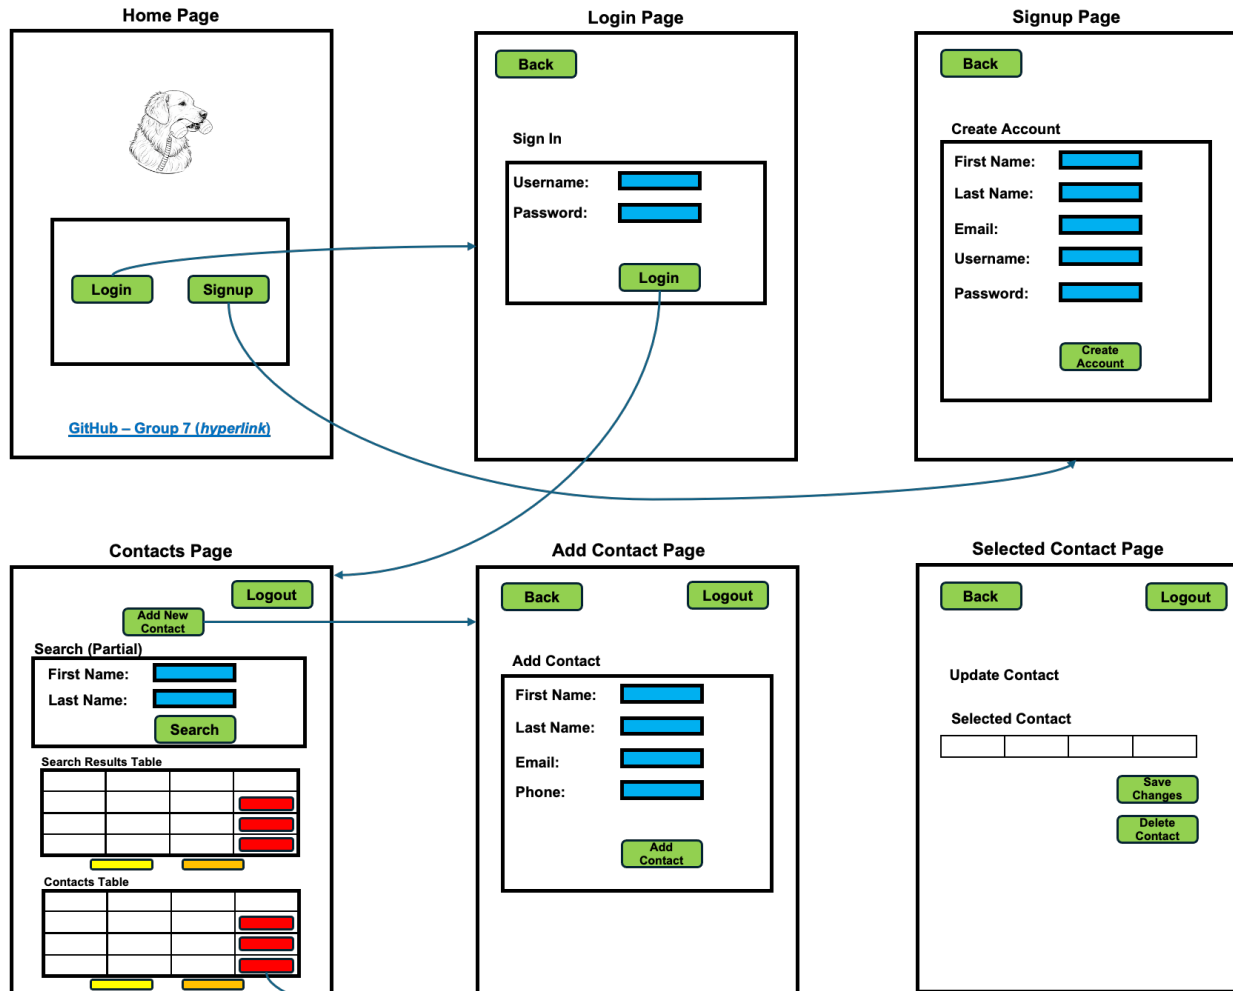 Home Page
Login
Signup
GitHub – Group 7 (hyperlink)
Login Page
Back
Sign In
Username:
Password:
Login
Signup Page
Back
Create Account
First Name:
Last Name:
Email:
Username:
Password:
Create
Account
Contacts Page
Logout
Add New
Contact
Search (Partial)
First Name:
Last Name:
Search
Search Results Table
Contacts Table
Add Contact Page
Back
Logout
Add Contact
First Name:
Last Name:
Email:
Phone:
Add
Contact
Selected Contact Page
Back
Logout
Update Contact
Selected Contact
Save
Changes
Delete
Contact